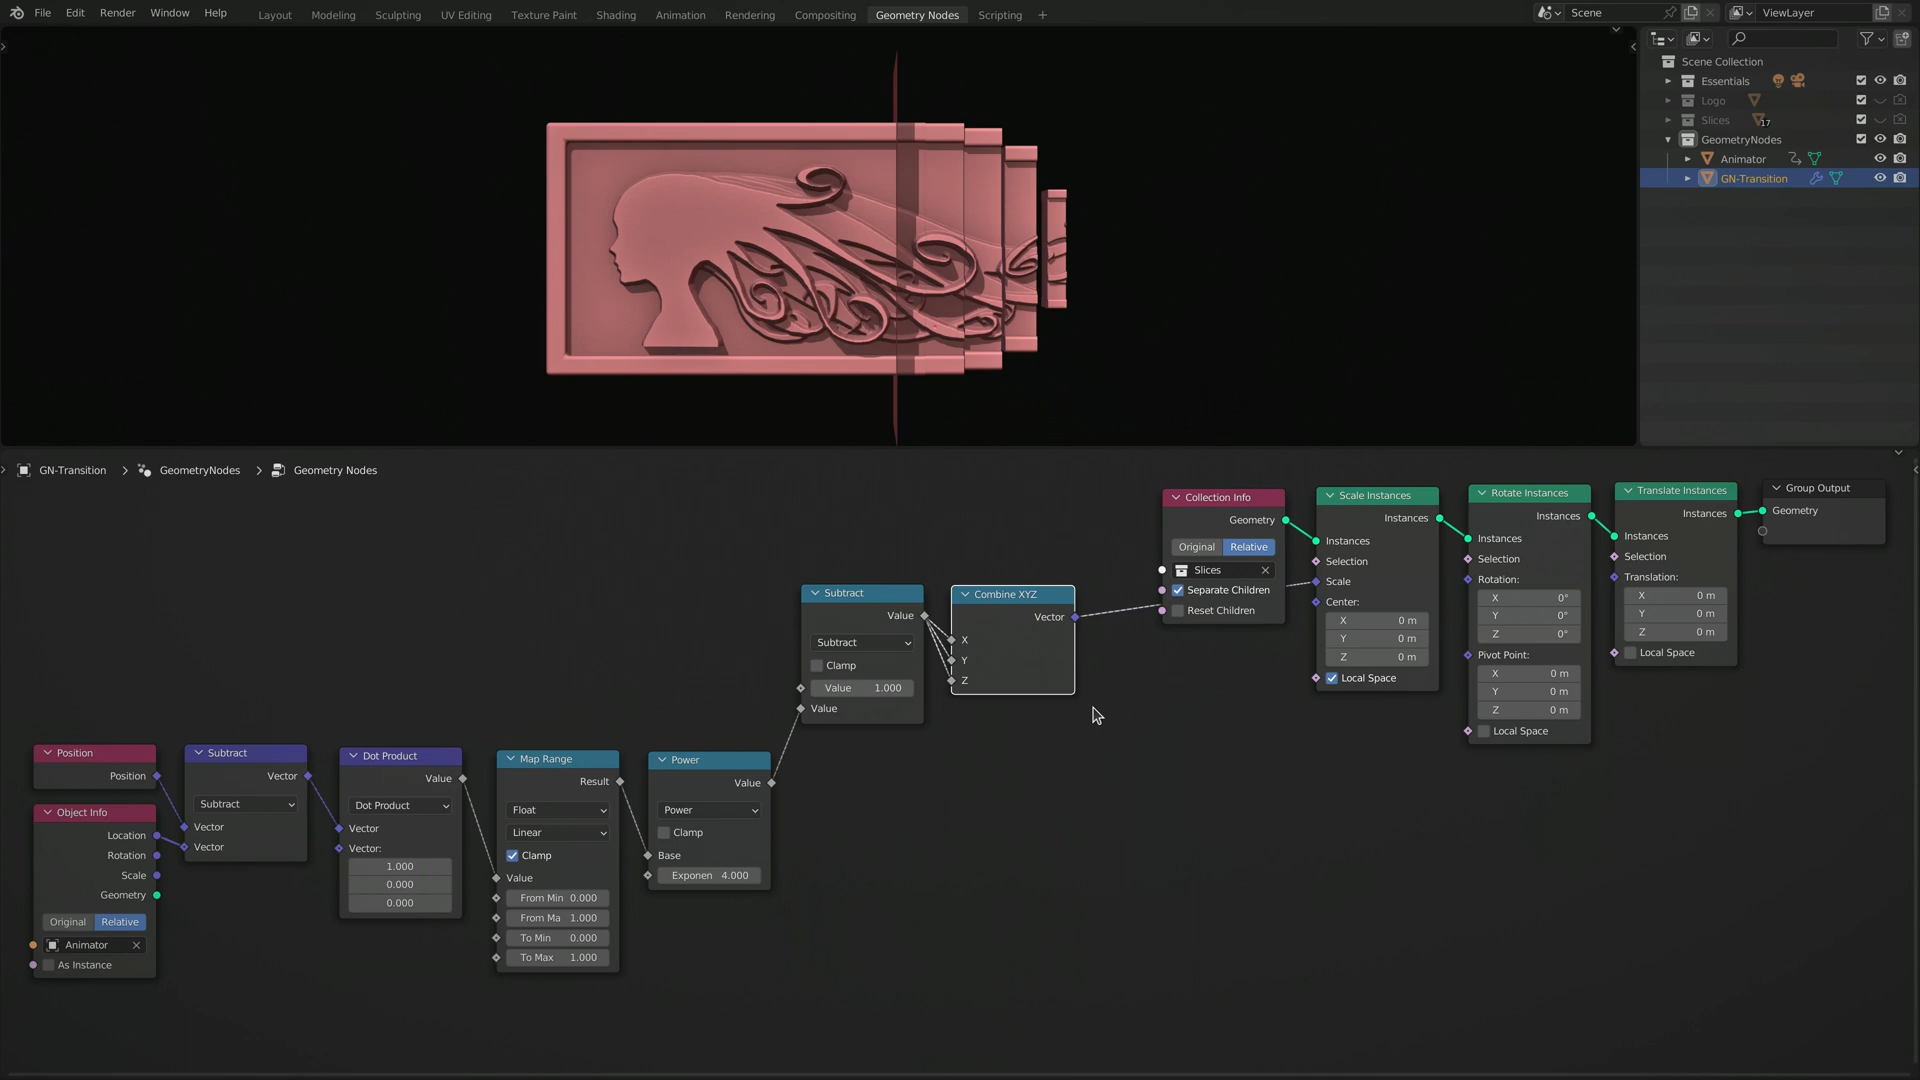 File Edit Render Window Help
Layout Modeling Sculpting UV Editing Texture Paint Shading Animation Rendering Compositing Geometry Nodes Scripting +
Scene
ViewLayer
Scene Collection
Essentials
Logo
Slices
17
GeometryNodes
Animator
GN-Transition
GN-Transition > GeometryNodes > Geometry Nodes
Position
Position
Object Info
Location
Rotation
Scale
Geometry
Original Relative
Animator
As Instance
Subtract
Vector
Subtract
Vector
Vector
Dot Product
Value
Dot Product
Vector
Vector:
1.000
0.000
0.000
Map Range
Result
Float
Linear
Clamp
Value
From Min 0.000
From Ma 1.000
To Min 0.000
To Max 1.000
Power
Value
Power
Clamp
Base
Exponen 4.000
Subtract
Value
Subtract
Clamp
Value 1.000
Value
Combine XYZ
Vector
X
Y
Z
Collection Info
Geometry
Original Relative
Slices
Separate Children
Reset Children
Scale Instances
Instances
Instances
Selection
Scale
Center:
X 0 m
Y 0 m
Z 0 m
Local Space
Rotate Instances
Instances
Instances
Selection
Rotation:
X 0°
Y 0°
Z 0°
Pivot Point:
X 0 m
Y 0 m
Z 0 m
Local Space
Translate Instances
Instances
Instances
Selection
Translation:
X 0 m
Y 0 m
Z 0 m
Local Space
Group Output
Geometry